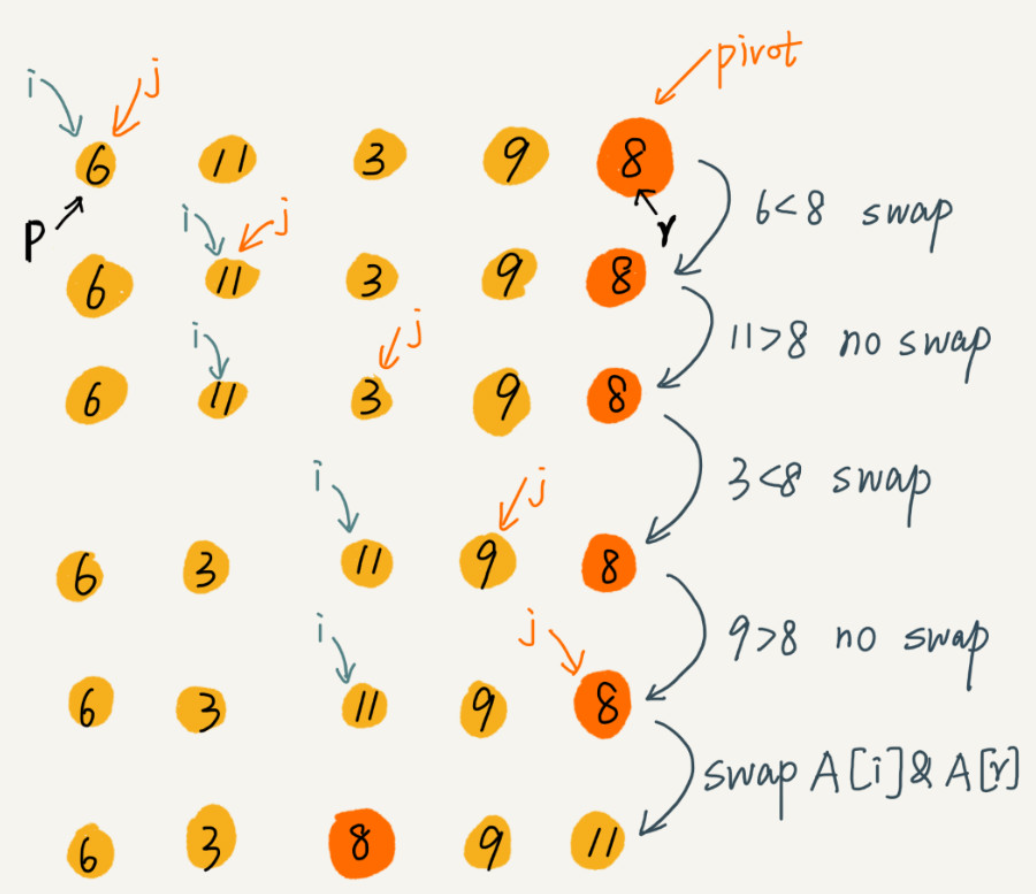 pivot
i j
6 11 3 9 8
p r
6<8 swap
i j
6 11 3 9 8
11>8 no swap
i j
6 11 3 9 8
3<8 swap
i j
6 3 11 9 8
9>8 no swap
i j
6 3 11 9 8
swap A[i]&A[r]
6 3 8 9 11